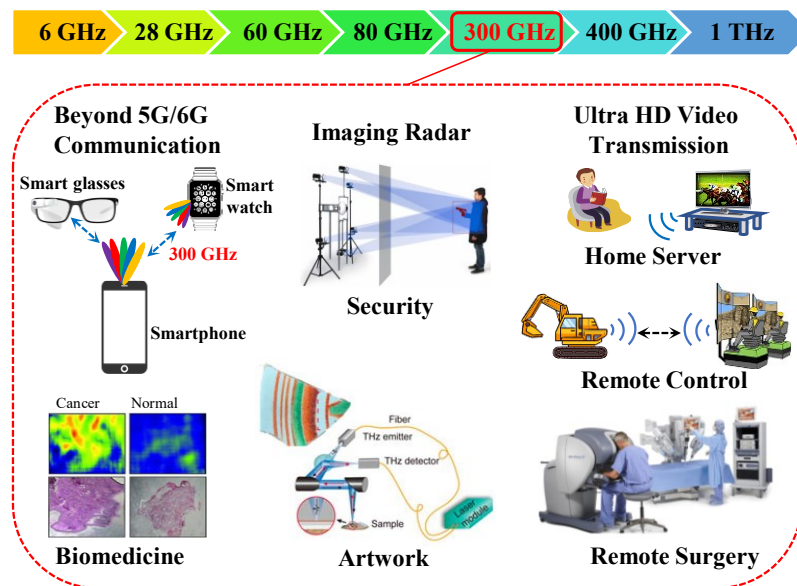 6 GHz
28 GHz
60 GHz
80 GHz
300 GHz
400 GHz
1 THz
Beyond 5G/6G
Communication
Smart glasses
Smart
watch
300 GHz
Smartphone
Imaging Radar
Security
Ultra HD Video
Transmission
Home Server
Remote Control
Cancer
Normal
Biomedicine
Fiber
THz emitter
THz detector
Sample
Laser
module
Artwork
Remote Surgery